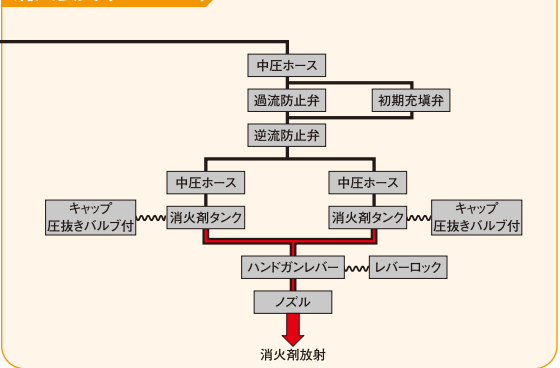 中圧ホース
過流防止弁
初期充填弁
逆流防止弁
中圧ホース
中圧ホース
キャップ
圧抜きバルブ付
消火剤タンク
消火剤タンク
キャップ
圧抜きバルブ付
ハンドガンレバー
レバーロック
ノズル
消火剤放射